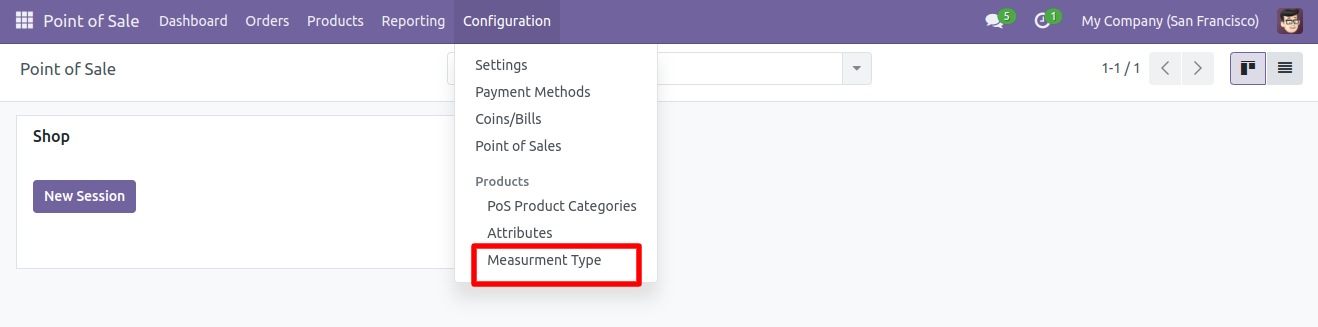 Point of Sale Dashboard Orders Products Reporting Configuration 5 1 My Company (San Francisco)
Point of Sale 1-1 / 1
Settings
Payment Methods
Coins/Bills
Point of Sales
Products
PoS Product Categories
Attributes
Measurment Type
Shop
New Session